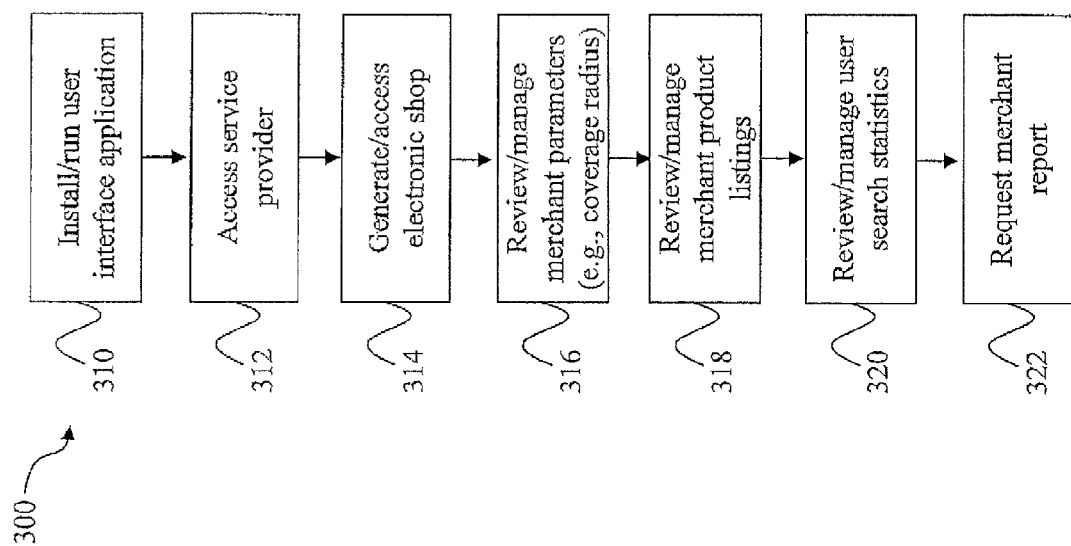 300
310
Install/run user
interface application
312
Access service
provider
314
Generate/access
electronic shop
316
Review/manage
merchant parameters
(e.g., coverage radius)
318
Review/manage
merchant product
listings
320
Review/manage user
search statistics
322
Request merchant
report